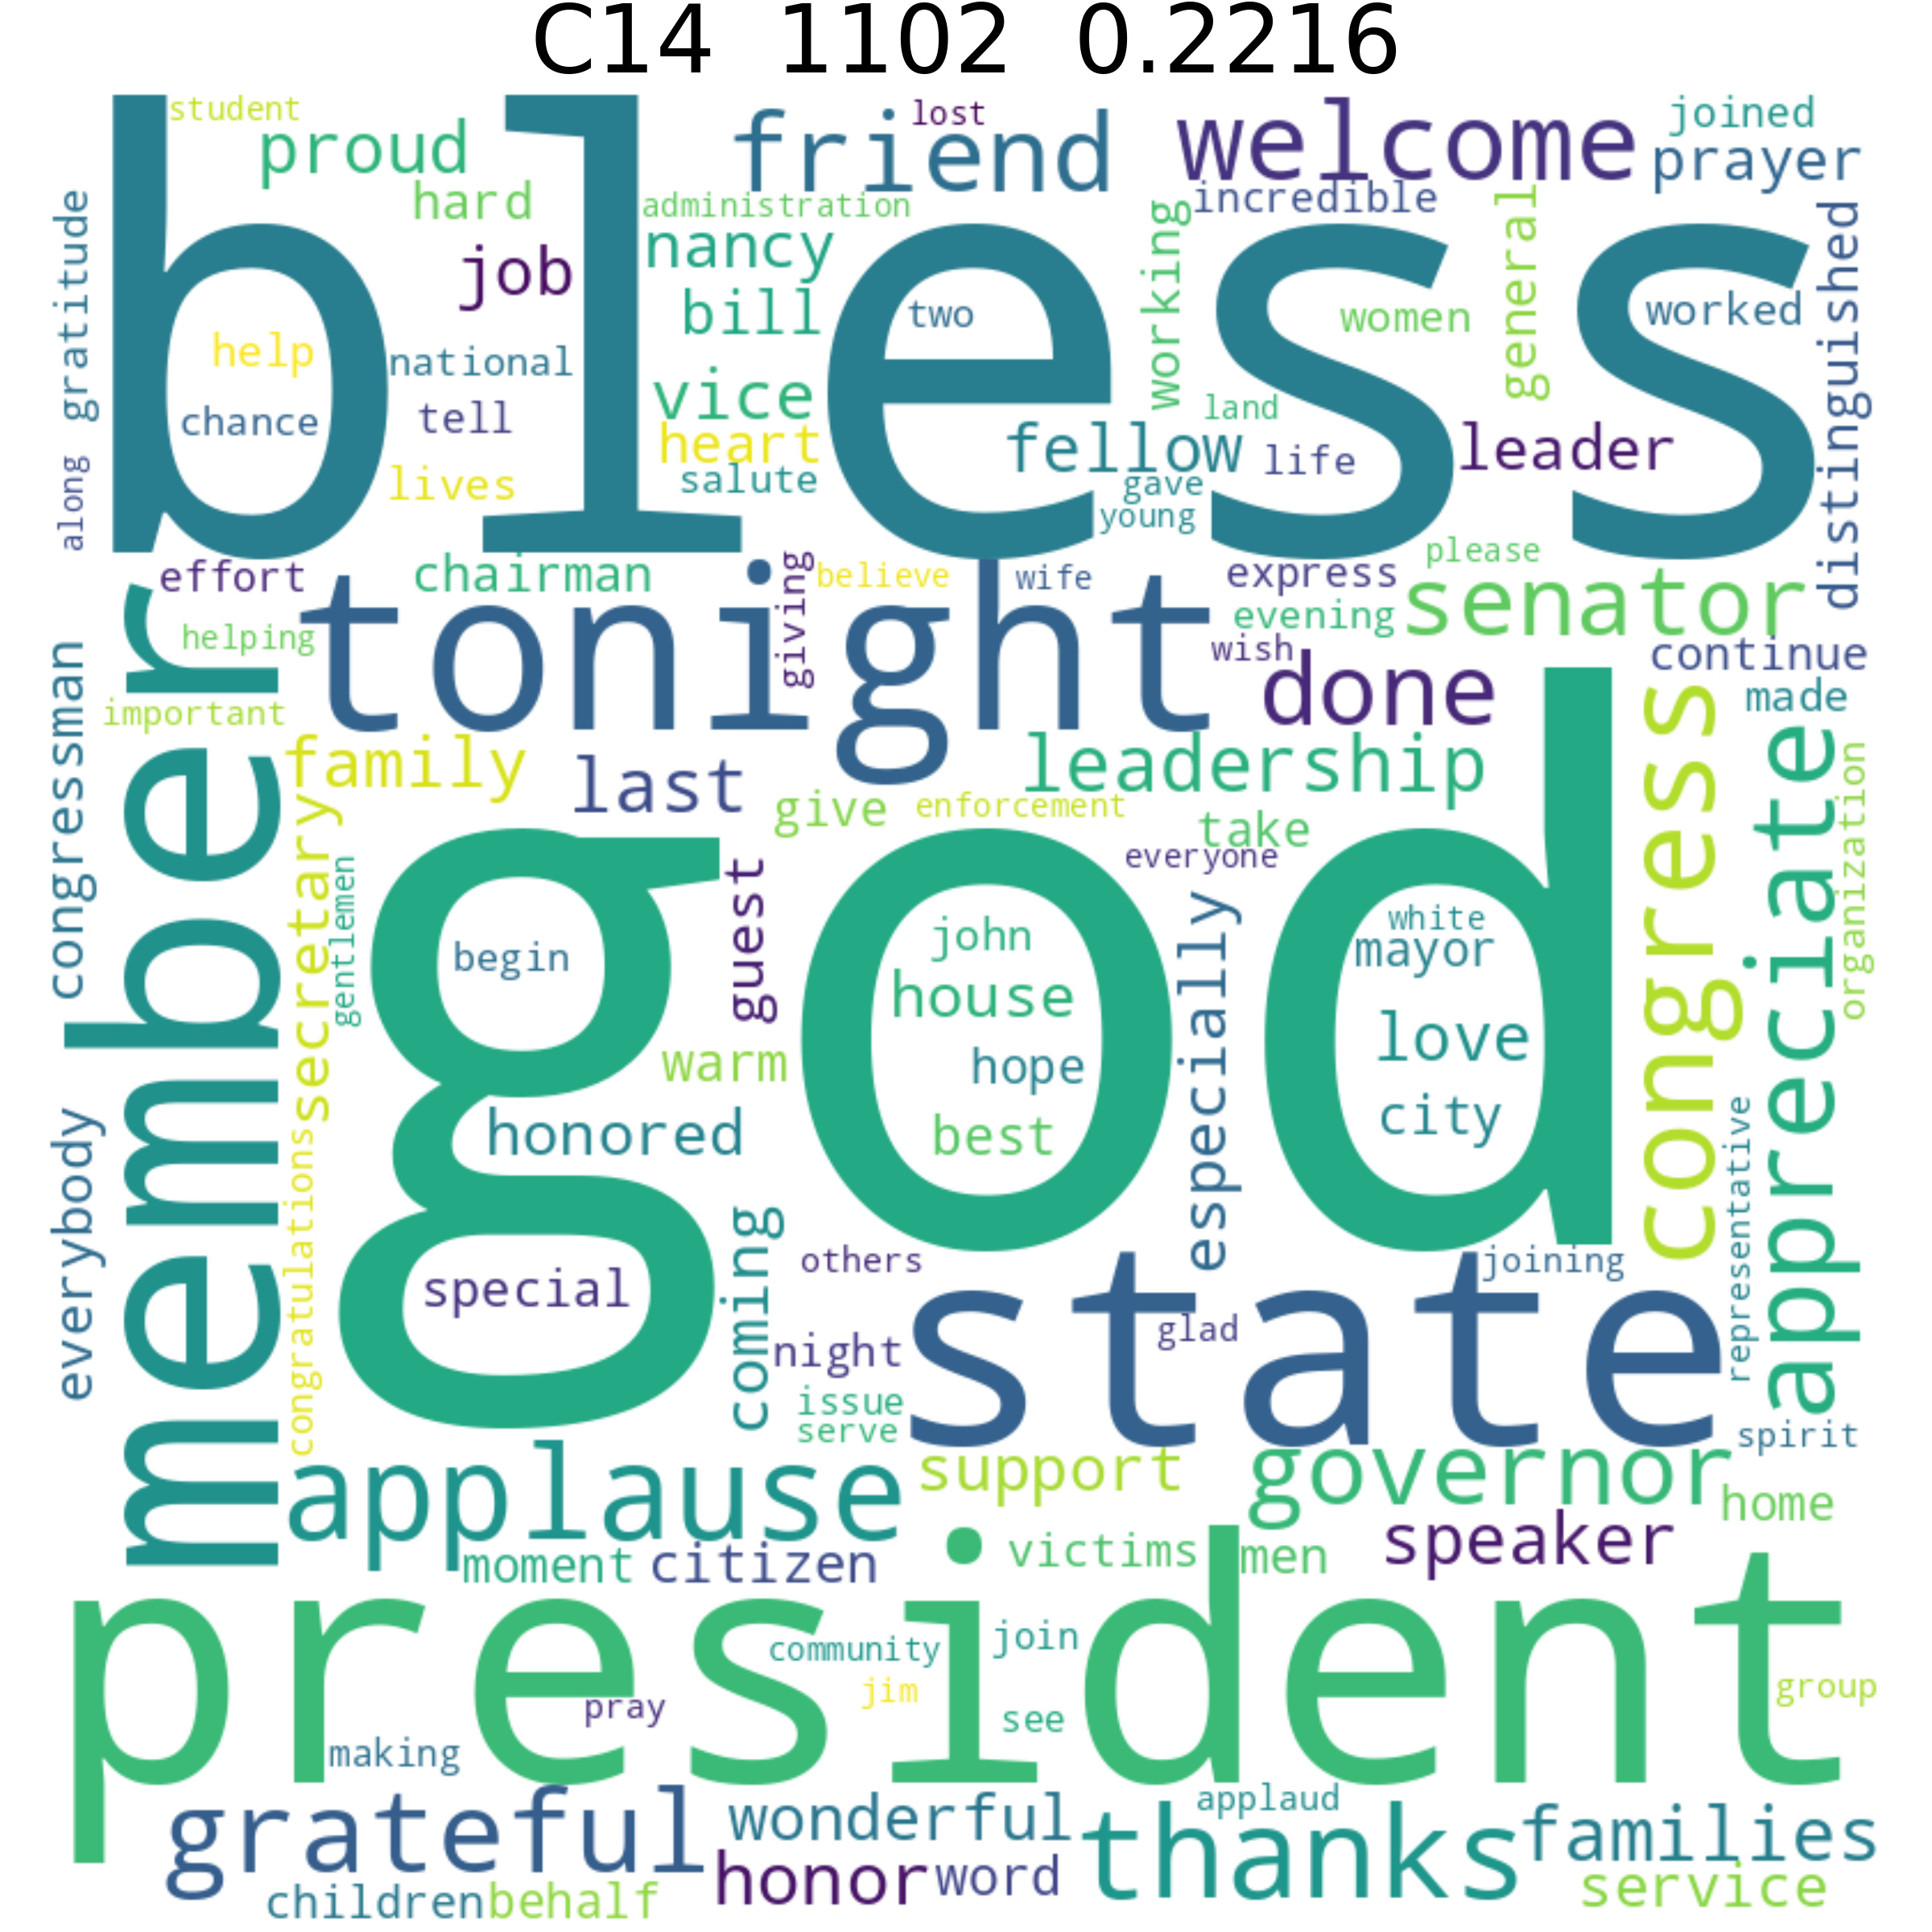 C14 1102 0.2216
student
proud
friend
lost
welcome
joined
prayer
hard
administration
incredible
general
gratitude
bless
job
nancy
working
distinguished
bill
two
women
worked
help
national
chance
tell
vice
land
heart
fellow
life
leader
along
lives
salute
gave
young
please
effort
chairman
giving
believe
wife
express
senator
tonight
evening
helping
wish
continue
congressman
important
done
made
member
family
last
leadership
congress
appreciate
give
enforcement
take
organization
secretary
gentlemen
guest
everyone
god
begin
john
especially
white
mayor
house
warm
hope
love
honored
best
city
everybody
congratulations
representative
special
coming
others
joining
state
night
glad
issue
serve
spirit
applause
support
governor
home
moment
citizen
victims
men
speaker
president
community
join
jim
group
pray
see
making
grateful
wonderful
applaud
thanks
families
children
behalf
honor
word
service